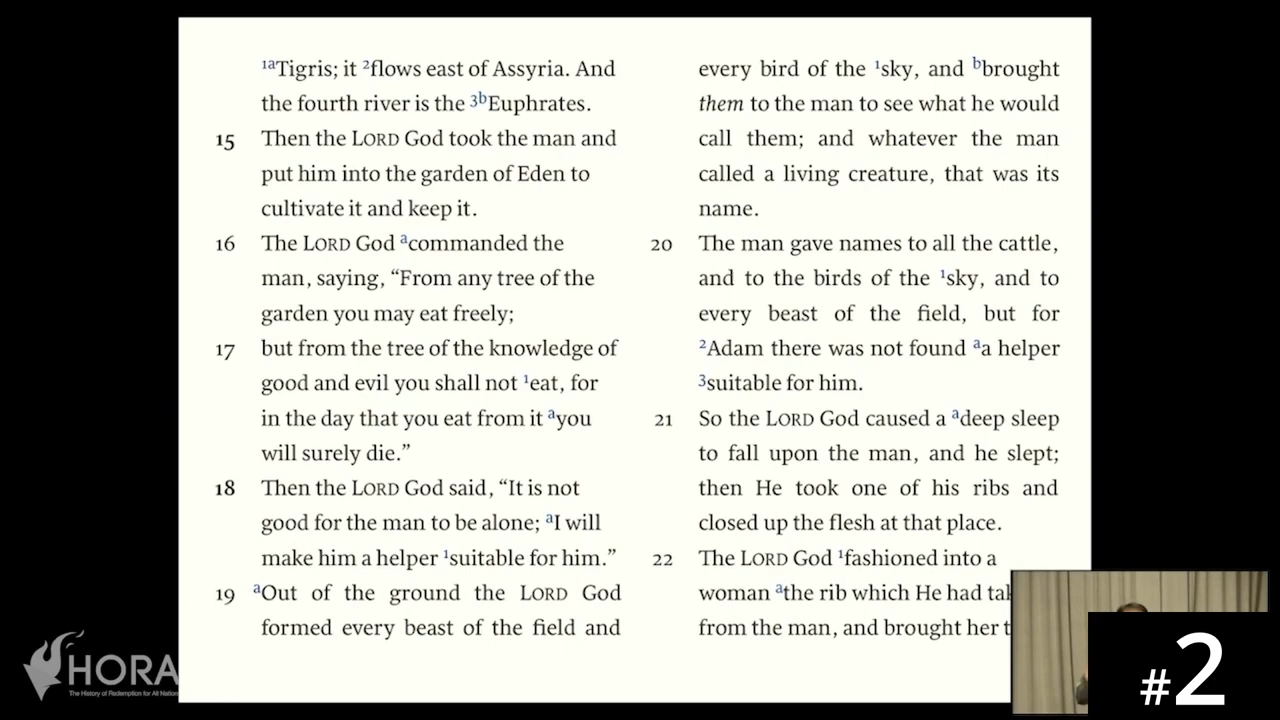 1aTigris; it 2flows east of Assyria. And
the fourth river is the 3bEuphrates.
15 Then the LORD God took the man and
put him into the garden of Eden to
cultivate it and keep it.
16 The LORD God acommanded the
man, saying, “From any tree of the
garden you may eat freely;
17 but from the tree of the knowledge of
good and evil you shall not 1eat, for
in the day that you eat from it ayou
will surely die.”
18 Then the LORD God said, “It is not
good for the man to be alone; aI will
make him a helper 1suitable for him.”
19 aOut of the ground the LORD God
formed every beast of the field and
every bird of the 1sky, and bbrought
them to the man to see what he would
call them; and whatever the man
called a living creature, that was its
name.
20 The man gave names to all the cattle,
and to the birds of the 1sky, and to
every beast of the field, but for
2Adam there was not found aa helper
3suitable for him.
21 So the LORD God caused a adeep sleep
to fall upon the man, and he slept;
then He took one of his ribs and
closed up the flesh at that place.
22 The LORD God 1fashioned into a
woman athe rib which He had
from the man, and brought her
HORA
The History of Redemption for All
#2